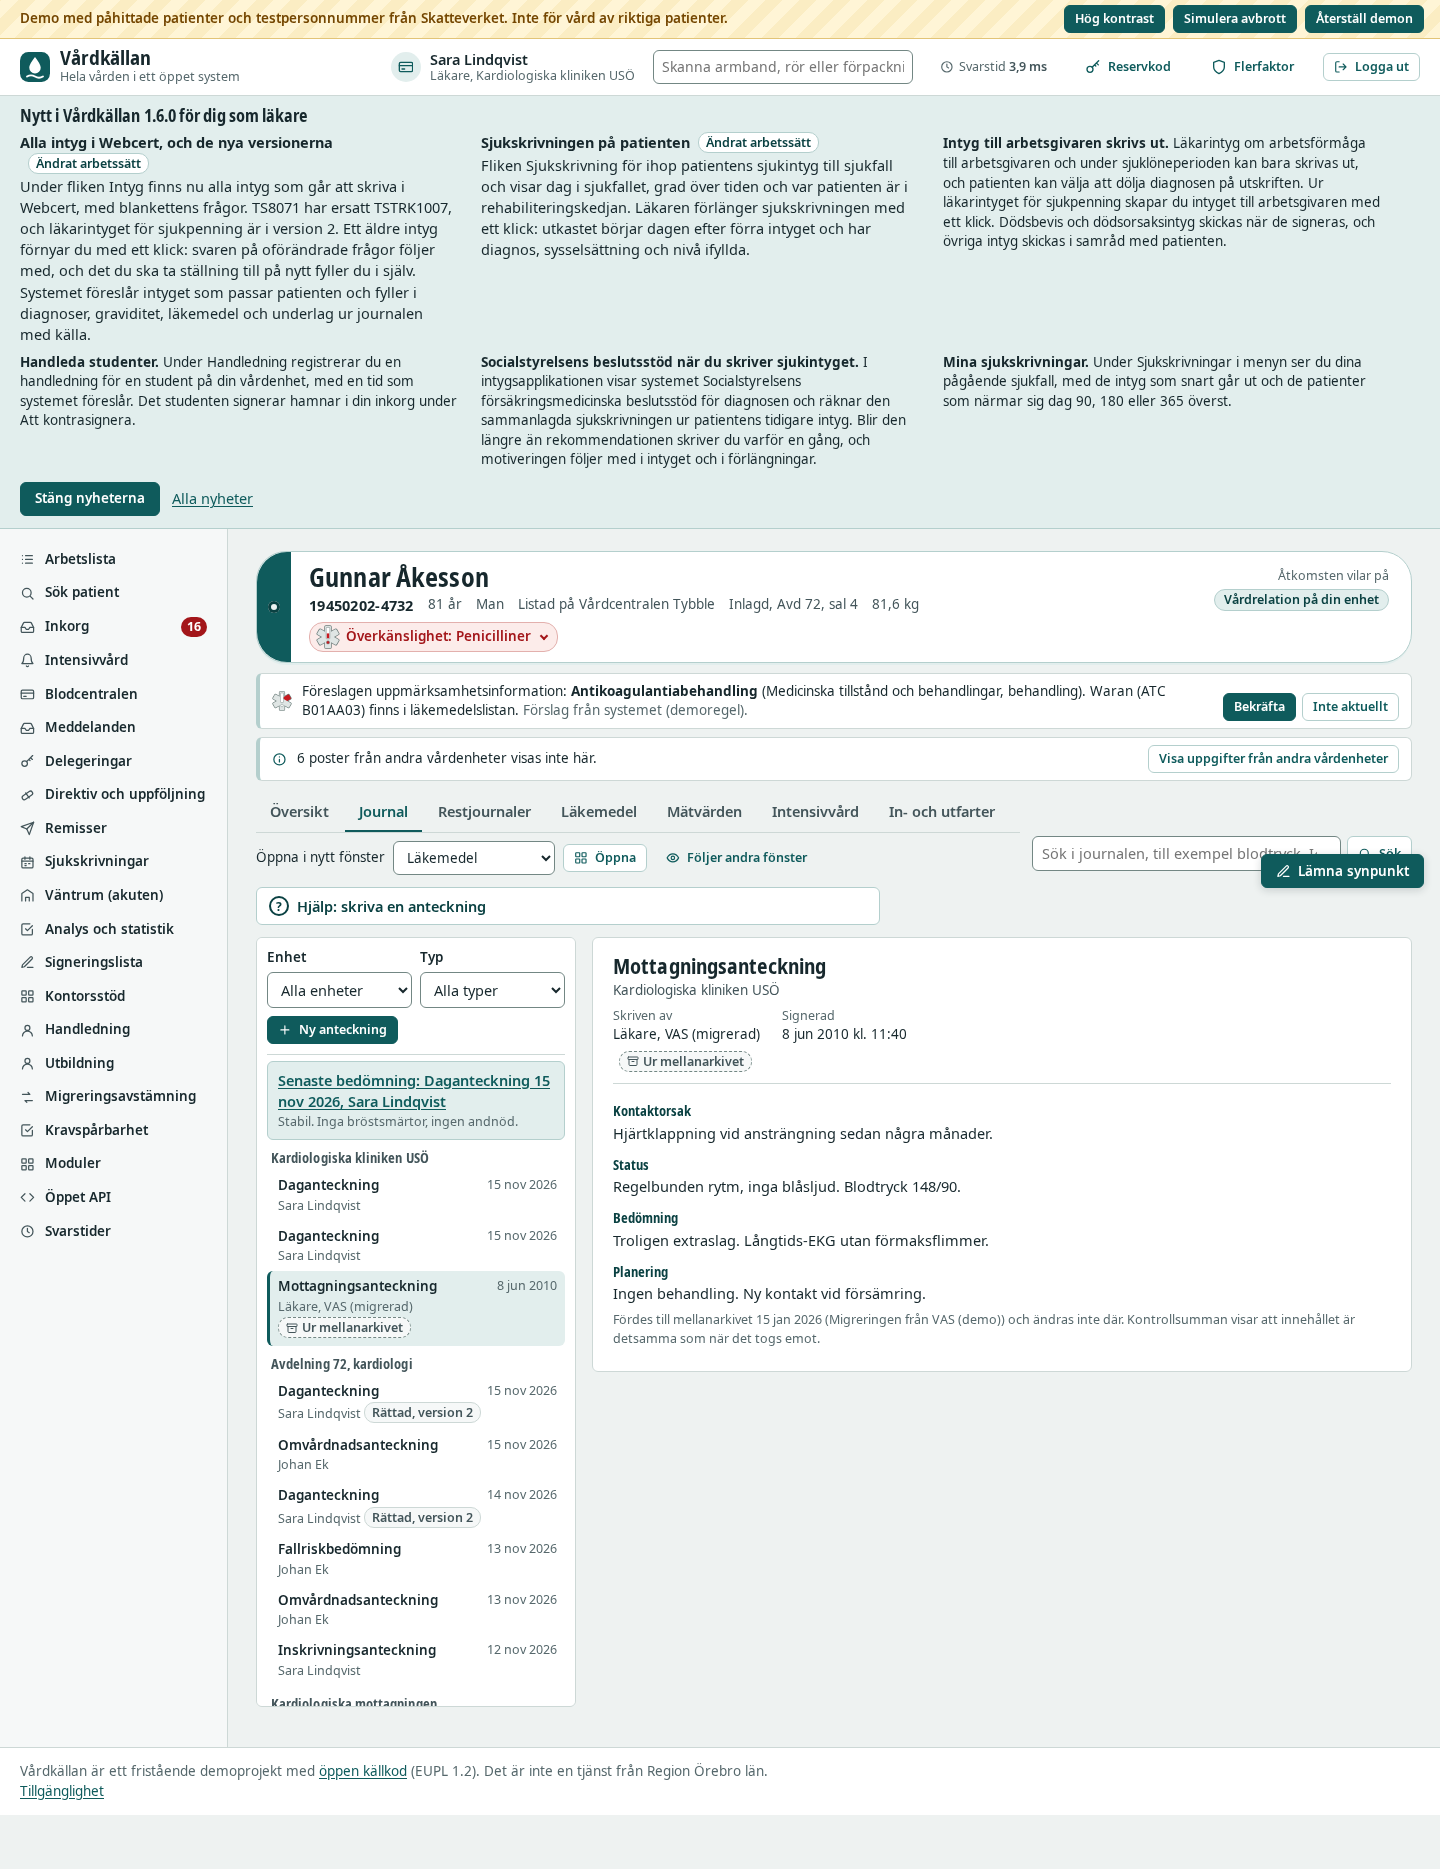 Demo med påhittade patienter och testpersonnummer från Skatteverket. Inte för vård av riktiga patienter.
Hög kontrast
Simulera avbrott
Återställ demon
Vårdkällan
Hela vården i ett öppet system
Sara Lindqvist
Läkare, Kardiologiska kliniken USÖ
Skanna armband, rör eller förpackni
Svarstid 3,9 ms
Reservkod
Flerfaktor
Logga ut
Nytt i Vårdkällan 1.6.0 för dig som läkare
Alla intyg i Webcert, och de nya versionerna
Ändrat arbetssätt
Under fliken Intyg finns nu alla intyg som går att skriva i
Webcert, med blankettens frågor. TS8071 har ersatt TSTRK1007,
och läkarintyget för sjukpenning är i version 2. Ett äldre intyg
förnyar du med ett klick: svaren på oförändrade frågor följer
med, och det du ska ta ställning till på nytt fyller du i själv.
Systemet föreslår intyget som passar patienten och fyller i
diagnoser, graviditet, läkemedel och underlag ur journalen
med källa.
Sjukskrivningen på patienten
Ändrat arbetssätt
Fliken Sjukskrivning får ihop patientens sjukintyg till sjukfall
och visar dag i sjukfallet, grad över tiden och var patienten är i
rehabiliteringskedjan. Läkaren förlänger sjukskrivningen med
ett klick: utkastet börjar dagen efter förra intyget och har
diagnos, sysselsättning och nivå ifyllda.
Intyg till arbetsgivaren skrivs ut. Läkarintyg om arbetsförmåga
till arbetsgivaren och under sjuklöneperioden kan bara skrivas ut,
och patienten kan välja att dölja diagnosen på utskriften. Ur
läkarintyget för sjukpenning skapar du intyget till arbetsgivaren med
ett klick. Dödsbevis och dödsorsaksintyg skickas när de signeras, och
övriga intyg skickas i samråd med patienten.
Handleda studenter. Under Handledning registrerar du en
handledning för en student på din vårdenhet, med en tid som
systemet föreslår. Det studenten signerar hamnar i din inkorg under
Att kontrasignera.
Socialstyrelsens beslutsstöd när du skriver sjukintyget. I
intygsapplikationen visar systemet Socialstyrelsens
försäkringsmedicinska beslutsstöd för diagnosen och räknar den
sammanlagda sjukskrivningen ur patientens tidigare intyg. Blir den
längre än rekommendationen skriver du varför en gång, och
motiveringen följer med i intyget och i förlängningar.
Mina sjukskrivningar. Under Sjukskrivningar i menyn ser du dina
pågående sjukfall, med de intyg som snart går ut och de patienter
som närmar sig dag 90, 180 eller 365 överst.
Stäng nyheterna
Alla nyheter
Arbetslista
Sök patient
Inkorg
16
Intensivvård
Blodcentralen
Meddelanden
Delegeringar
Direktiv och uppföljning
Remisser
Sjukskrivningar
Väntrum (akuten)
Analys och statistik
Signeringslista
Kontorsstöd
Handledning
Utbildning
Migreringsavstämning
Kravspårbarhet
Moduler
Öppet API
Svarstider
Gunnar Åkesson
19450202-4732 81 år Man Listad på Vårdcentralen Tybble Inlagd, Avd 72, sal 4 81,6 kg
Överkänslighet: Penicilliner
Åtkomsten vilar på
Vårdrelation på din enhet
Föreslagen uppmärksamhetsinformation: Antikoagulantiabehandling (Medicinska tillstånd och behandlingar, behandling). Waran (ATC
B01AA03) finns i läkemedelslistan. Förslag från systemet (demoregel).
Bekräfta
Inte aktuellt
6 poster från andra vårdenheter visas inte här.
Visa uppgifter från andra vårdenheter
Översikt
Journal
Restjournaler
Läkemedel
Mätvärden
Intensivvård
In- och utfarter
Öppna i nytt fönster
Läkemedel
Öppna
Följer andra fönster
Sök i journalen, till exempel blodtryck,
Sök
Lämna synpunkt
? Hjälp: skriva en anteckning
Enhet
Typ
Alla enheter
Alla typer
Ny anteckning
Senaste bedömning: Daganteckning 15
nov 2026, Sara Lindqvist
Stabil. Inga bröstsmärtor, ingen andnöd.
Kardiologiska kliniken USÖ
Daganteckning 15 nov 2026
Sara Lindqvist
Daganteckning 15 nov 2026
Sara Lindqvist
Mottagningsanteckning 8 jun 2010
Läkare, VAS (migrerad)
Ur mellanarkivet
Avdelning 72, kardiologi
Daganteckning 15 nov 2026
Sara Lindqvist Rättad, version 2
Omvårdnadsanteckning 15 nov 2026
Johan Ek
Daganteckning 14 nov 2026
Sara Lindqvist Rättad, version 2
Fallriskbedömning 13 nov 2026
Johan Ek
Omvårdnadsanteckning 13 nov 2026
Johan Ek
Inskrivningsanteckning 12 nov 2026
Sara Lindqvist
Kardiologiska mottagningen
Mottagningsanteckning
Kardiologiska kliniken USÖ
Skriven av
Läkare, VAS (migrerad)
Signerad
8 jun 2010 kl. 11:40
Ur mellanarkivet
Kontaktorsak
Hjärtklappning vid ansträngning sedan några månader.
Status
Regelbunden rytm, inga blåsljud. Blodtryck 148/90.
Bedömning
Troligen extraslag. Långtids-EKG utan förmaksflimmer.
Planering
Ingen behandling. Ny kontakt vid försämring.
Fördes till mellanarkivet 15 jan 2026 (Migreringen från VAS (demo)) och ändras inte där. Kontrollsumman visar att innehållet är
detsamma som när det togs emot.
Vårdkällan är ett fristående demoprojekt med öppen källkod (EUPL 1.2). Det är inte en tjänst från Region Örebro län.
Tillgänglighet